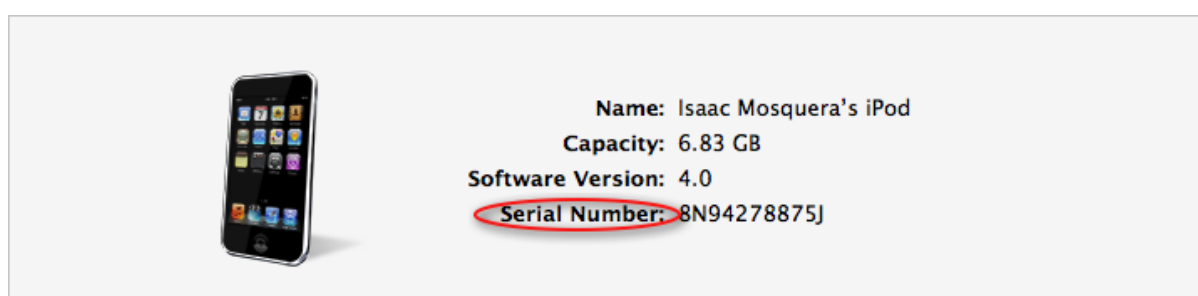 Name: Isaac Mosquera’s iPod
Capacity: 6.83 GB
Software Version: 4.0
Serial Number: 8N94278875J